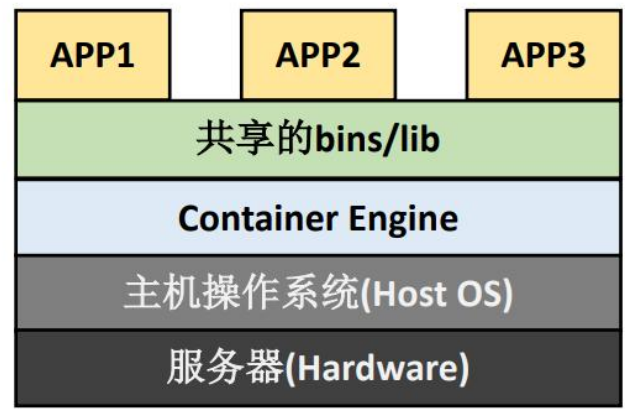 APP1 APP2 APP3
共享的bins/lib
Container Engine
主机操作系统(Host OS)
服务器(Hardware)